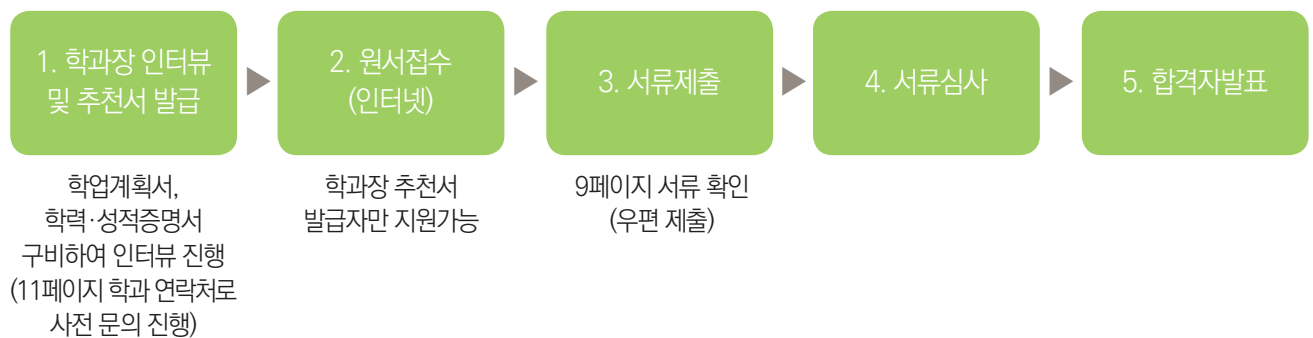 1. 학과장 인터뷰
및 추천서 발급
2. 원서접수
(인터넷)
3. 서류제출
4. 서류심사
5. 합격자발표
학업계획서,
학력·성적증명서
구비하여 인터뷰 진행
(11페이지 학과 연락처로
사전 문의 진행)
학과장 추천서
발급자만 지원가능
9페이지 서류 확인
(우편 제출)